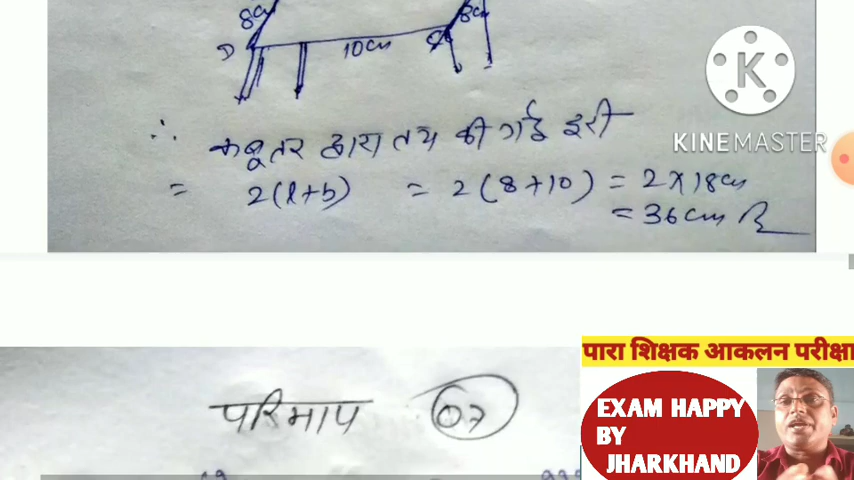 8cm
8cm
D
10cm
∴ कबूतर द्वारा तय की गई दूरी
= 2(l+b) = 2(8+10) = 2×18cm
= 36cm
K
KINEMASTER
परिमाप
पारा शिक्षक आकलन परीक्षा
EXAM HAPPY
BY
JHARKHAND